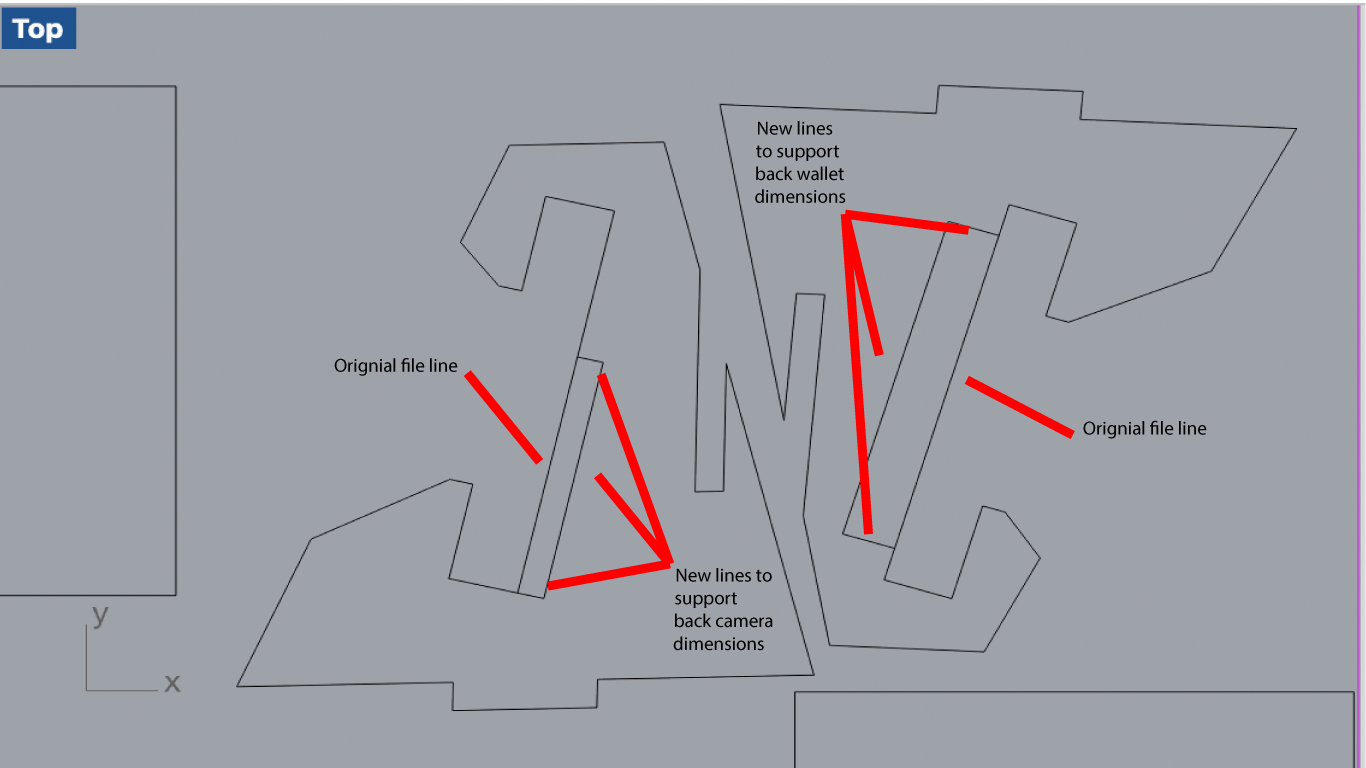 Top
New lines
to support
back wallet
dimensions
Orignial file line
Orignial file line
New lines to
support
back camera
dimensions
y
x